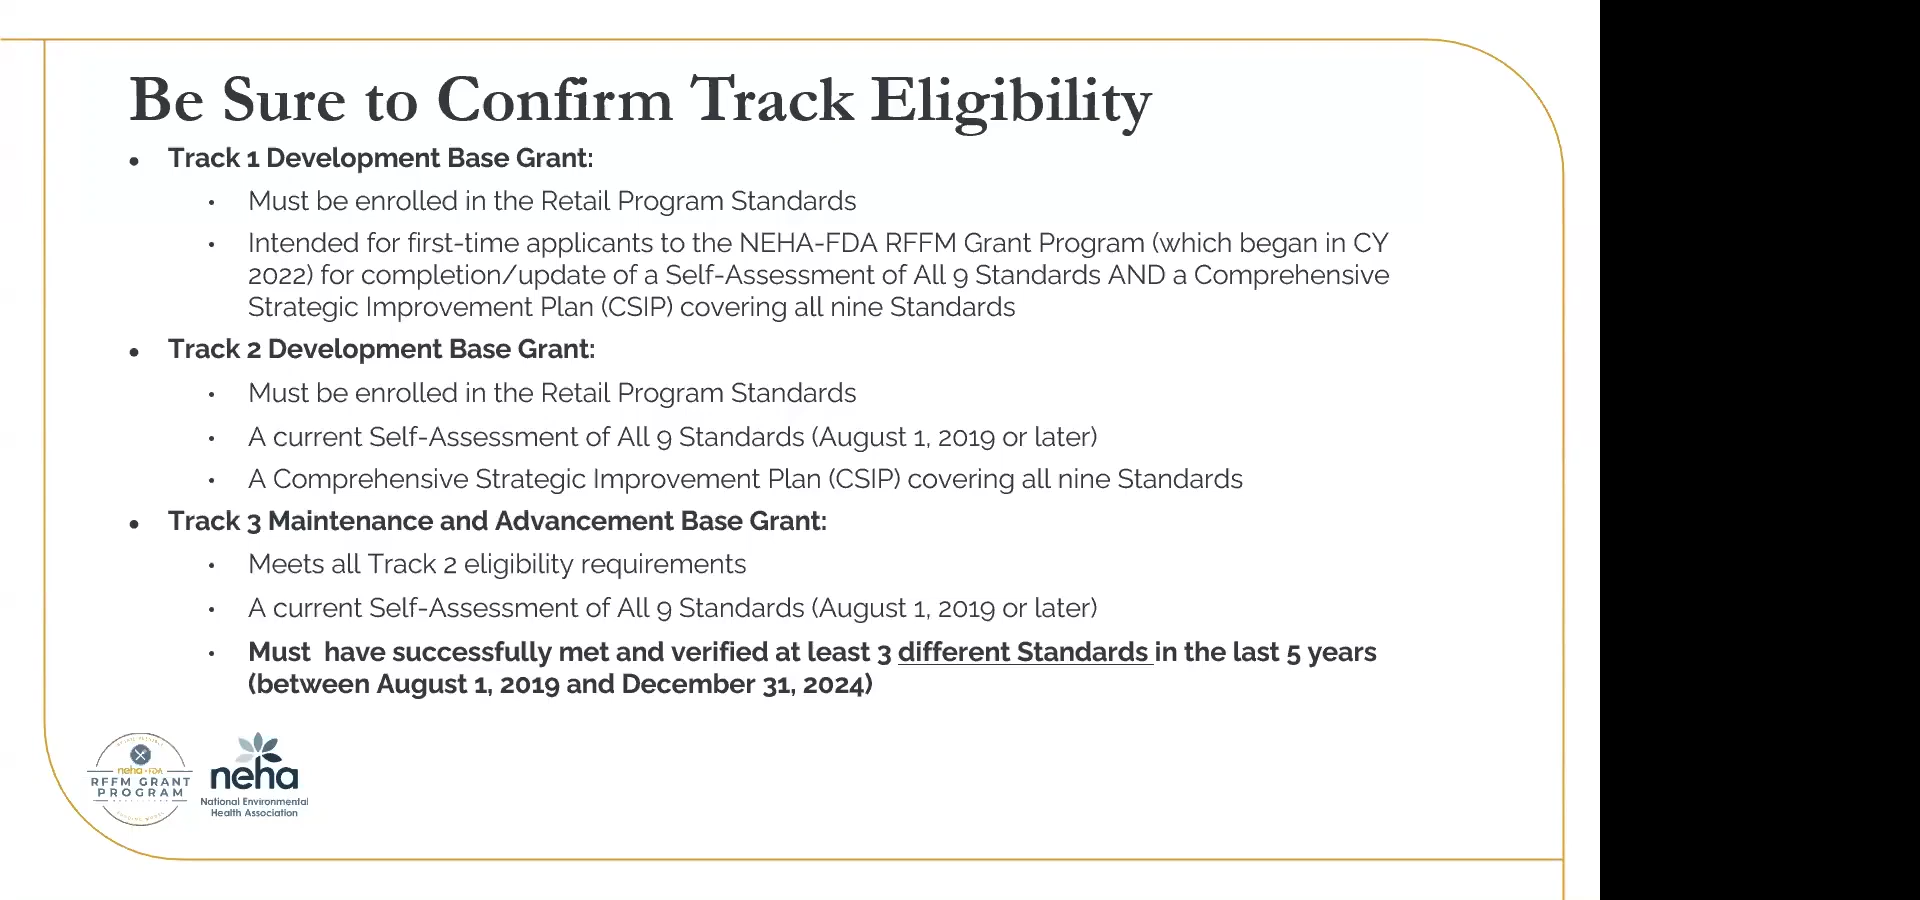 Be Sure to Confirm Track Eligibility
• Track 1 Development Base Grant:
• Must be enrolled in the Retail Program Standards
• Intended for first-time applicants to the NEHA-FDA RFFM Grant Program (which began in CY
2022) for completion/update of a Self-Assessment of All 9 Standards AND a Comprehensive
Strategic Improvement Plan (CSIP) covering all nine Standards
• Track 2 Development Base Grant:
• Must be enrolled in the Retail Program Standards
• A current Self-Assessment of All 9 Standards (August 1, 2019 or later)
• A Comprehensive Strategic Improvement Plan (CSIP) covering all nine Standards
• Track 3 Maintenance and Advancement Base Grant:
• Meets all Track 2 eligibility requirements
• A current Self-Assessment of All 9 Standards (August 1, 2019 or later)
• Must  have successfully met and verified at least 3 different Standards in the last 5 years
(between August 1, 2019 and December 31, 2024)
neha - FDA
RFFM GRANT
PROGRAM
neha
National Environmental
Health Association